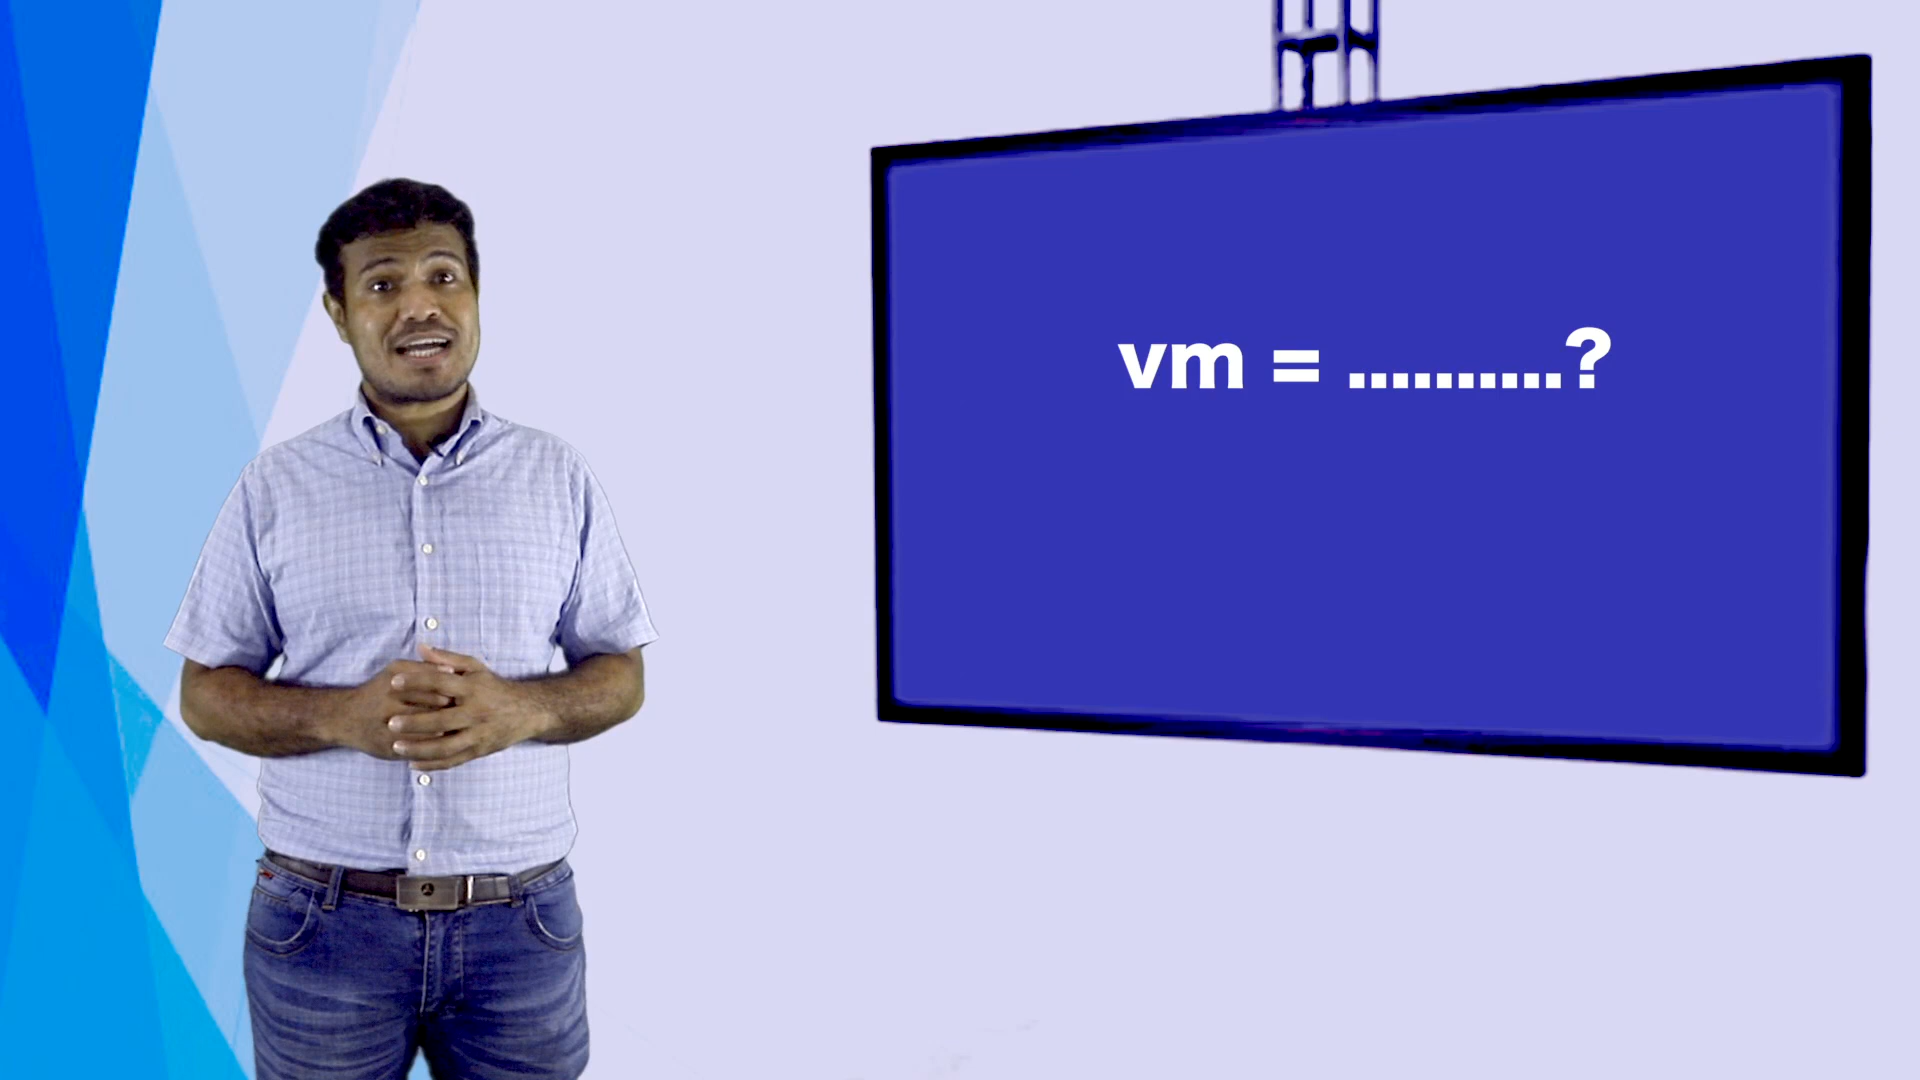 vm = ..........?